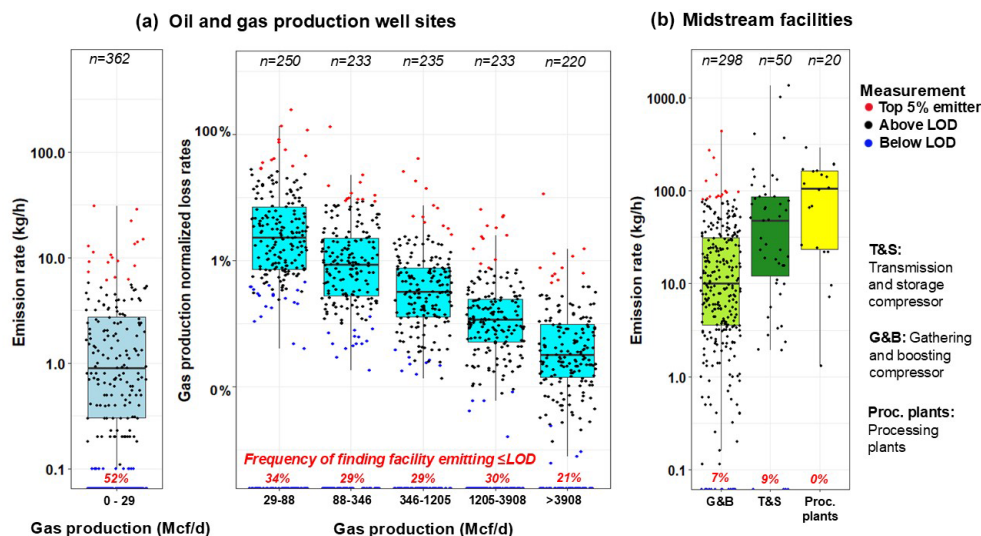 (a) Oil and gas production well sites
n=362
Emission rate (kg/h)
100.0
10.0
1.0
0.1
52%
0 - 29
Gas production (Mcf/d)
n=250 n=233 n=235 n=233 n=220
Gas production normalized loss rates
100%
1%
0%
Frequency of finding facility emitting ≤LOD
34% 29% 29% 30% 21%
29-88 88-346 346-1205 1205-3908 >3908
Gas production (Mcf/d)
(b) Midstream facilities
n=298 n=50 n=20
Emission rate (kg/h)
1000.0
100.0
10.0
1.0
0.1
7% 9% 0%
G&B T&S Proc.
plants
Measurement
Top 5% emitter
Above LOD
Below LOD
T&S:
Transmission
and storage
compressor
G&B: Gathering
and boosting
compressor
Proc. plants:
Processing
plants